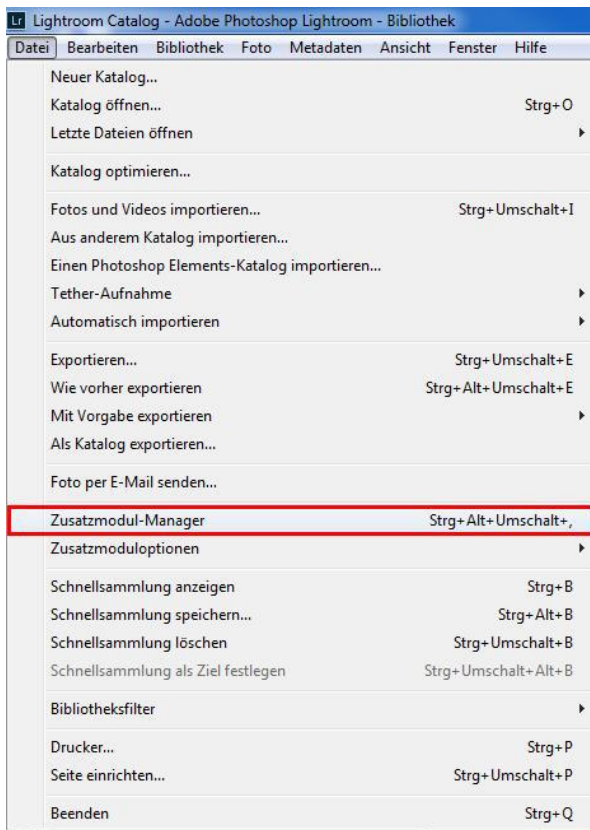 Lr Lightroom Catalog - Adobe Photoshop Lightroom - Bibliothek
Datei Bearbeiten Bibliothek Foto Metadaten Ansicht Fenster Hilfe
Neuer Katalog...
Katalog öffnen... Strg+O
Letzte Dateien öffnen
Katalog optimieren...
Fotos und Videos importieren... Strg+Umschalt+I
Aus anderem Katalog importieren...
Einen Photoshop Elements-Katalog importieren...
Tether-Aufnahme
Automatisch importieren
Exportieren... Strg+Umschalt+E
Wie vorher exportieren Strg+Alt+Umschalt+E
Mit Vorgabe exportieren
Als Katalog exportieren...
Foto per E-Mail senden...
Zusatzmodul-Manager Strg+Alt+Umschalt+,
Zusatzmoduloptionen
Schnellsammlung anzeigen Strg+B
Schnellsammlung speichern... Strg+Alt+B
Schnellsammlung löschen Strg+Umschalt+B
Schnellsammlung als Ziel festlegen Strg+Umschalt+Alt+B
Bibliotheksfilter
Drucker... Strg+P
Seite einrichten... Strg+Umschalt+P
Beenden Strg+Q